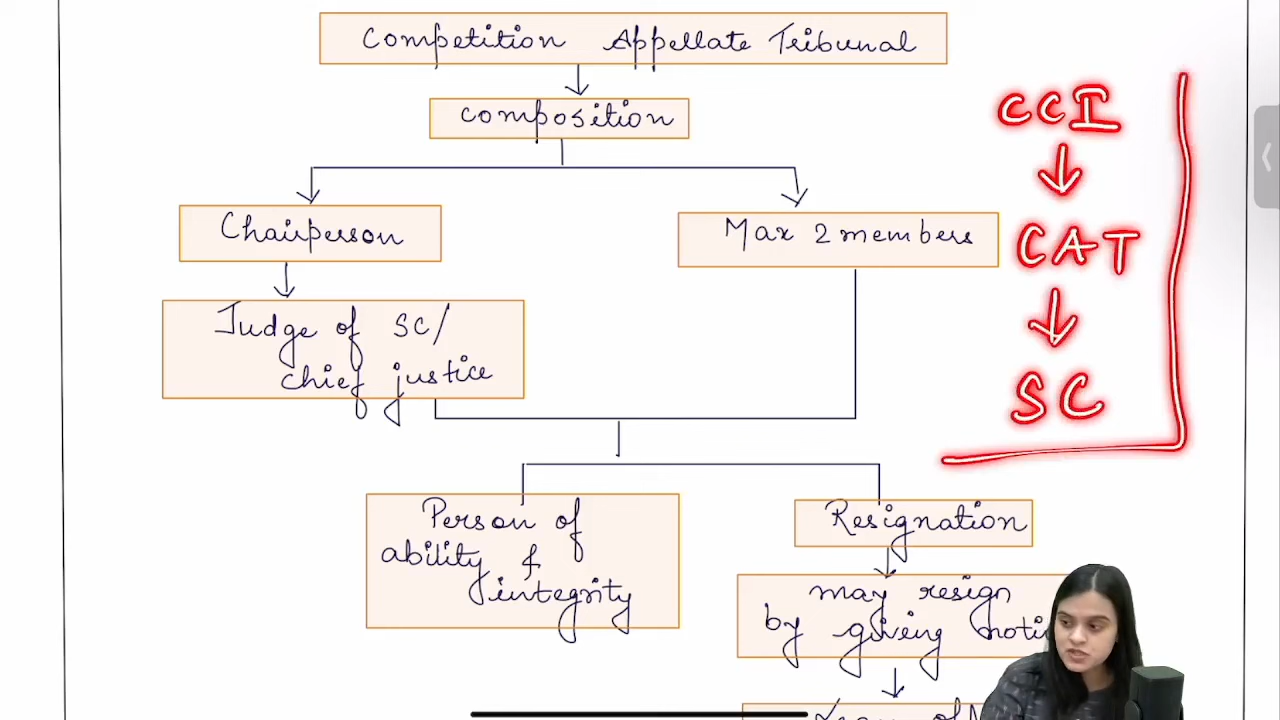 Competition Appellate Tribunal
composition
Chairperson
Max 2 members
Judge of SC/
chief justice
Person of
ability &
integrity
Resignation
may resign
by giving
CCI
↓
CAT
↓
SC